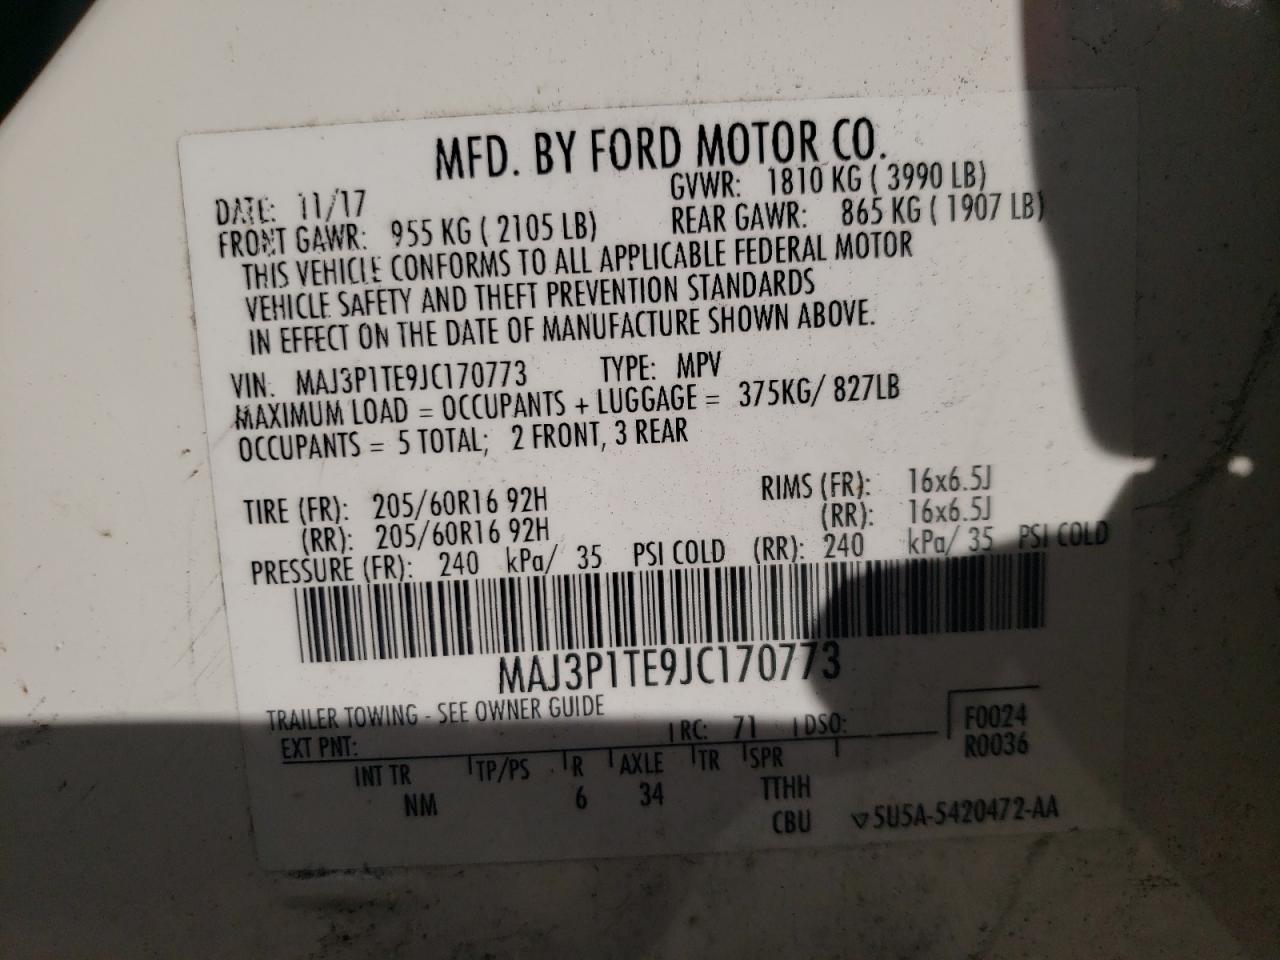 MFD. BY FORD MOTOR CO.
DATE: 11/17 GVWR: 1810 KG ( 3990 LB)
FRONT GAWR: 955 KG ( 2105 LB) REAR GAWR: 865 KG ( 1907 LB)
THIS VEHICLE CONFORMS TO ALL APPLICABLE FEDERAL MOTOR
VEHICLE SAFETY AND THEFT PREVENTION STANDARDS
IN EFFECT ON THE DATE OF MANUFACTURE SHOWN ABOVE.
VIN: MAJ3P1TE9JC170773 TYPE: MPV
MAXIMUM LOAD = OCCUPANTS + LUGGAGE = 375KG/ 827LB
OCCUPANTS = 5 TOTAL; 2 FRONT, 3 REAR
TIRE (FR): 205/60R16 92H RIMS (FR): 16x6.5J
(RR): 205/60R16 92H (RR): 16x6.5J
PRESSURE (FR): 240 kPa/ 35 PSI COLD (RR): 240 kPa/ 35 PSI COLD
MAJ3P1TE9JC170773
TRAILER TOWING - SEE OWNER GUIDE
EXT PNT: RC: 71 DSO: F0024
R0036
INT TR TP/PS R AXLE TR SPR
NM 6 34 TTHH
CBU ▽5U5A-5420472-AA